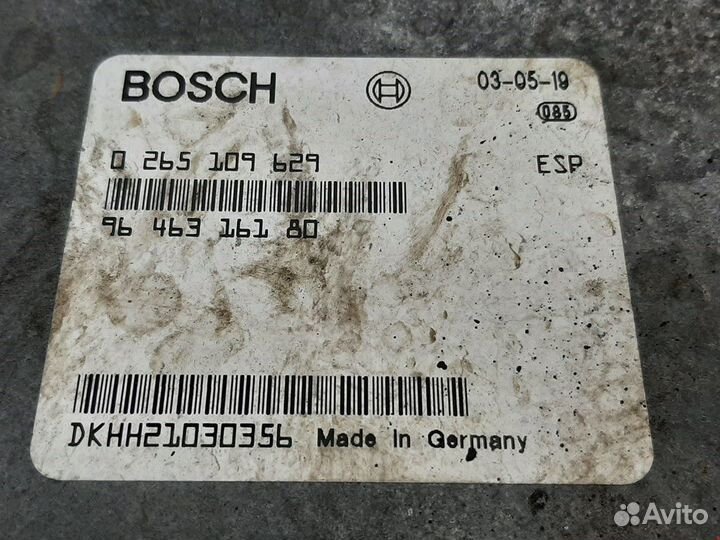 BOSCH
03-05-19
085
0 265 109 629
ESP
96 463 161 80
DKHH21030356 Made In Germany
Avito